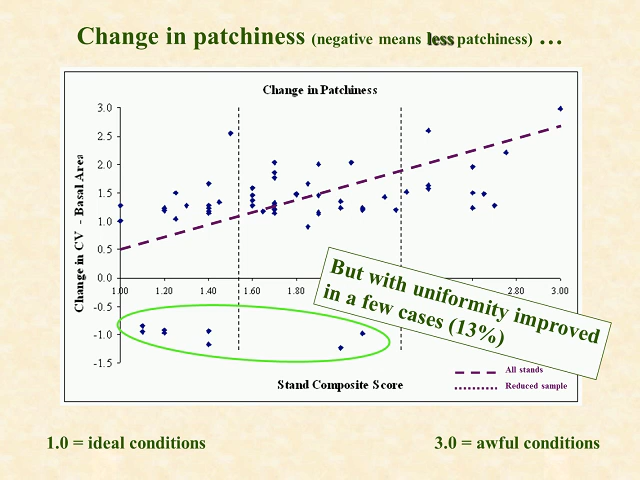 Change in patchiness (negative means less patchiness) …
Change in Patchiness
Change in CV - Basal Area
3.0
2.5
2.0
1.5
1.0
0.5
0.0
-0.5
-1.0
-1.5
1.00 1.20 1.40 1.60 1.80 2.80 3.00
But with uniformity improved
in a few cases (13%)
Stand Composite Score
All stands
Reduced sample
1.0 = ideal conditions
3.0 = awful conditions